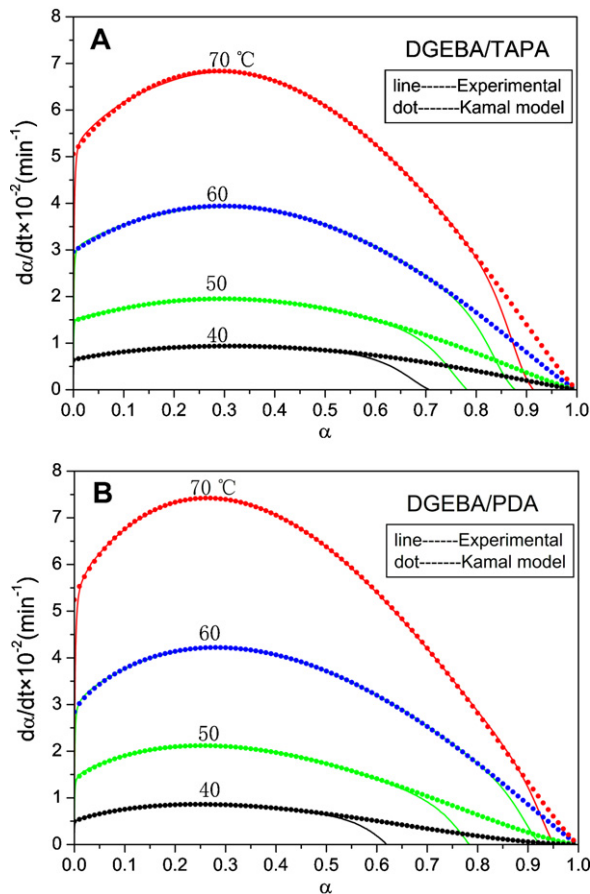 A
DGEBA/TAPA
line------Experimental
dot-------Kamal model
70 ℃
60
50
40
8
7
6
5
4
3
2
1
0
dα/dt×10⁻²(min⁻¹)
0.0 0.1 0.2 0.3 0.4 0.5 0.6 0.7 0.8 0.9 1.0
α
B
DGEBA/PDA
line------Experimental
dot-------Kamal model
70 ℃
60
50
40
8
7
6
5
4
3
2
1
0
dα/dt×10⁻²(min⁻¹)
0.0 0.1 0.2 0.3 0.4 0.5 0.6 0.7 0.8 0.9 1.0
α